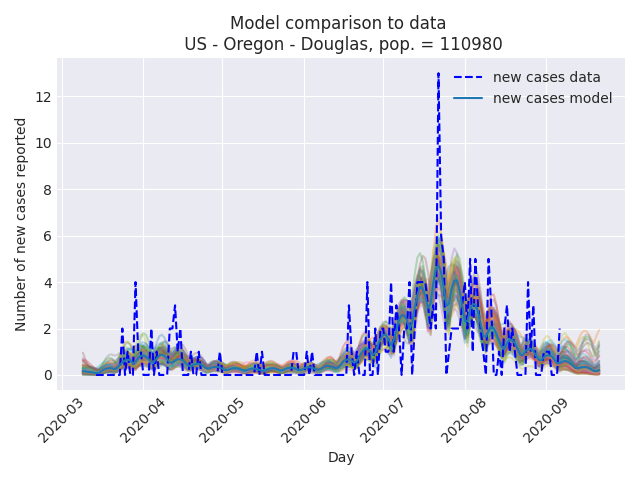 Model comparison to data
US - Oregon - Douglas, pop. = 110980
new cases data
new cases model
Number of new cases reported
12
10
8
6
4
2
0
2020-03
2020-04
2020-05
2020-06
2020-07
2020-08
2020-09
Day